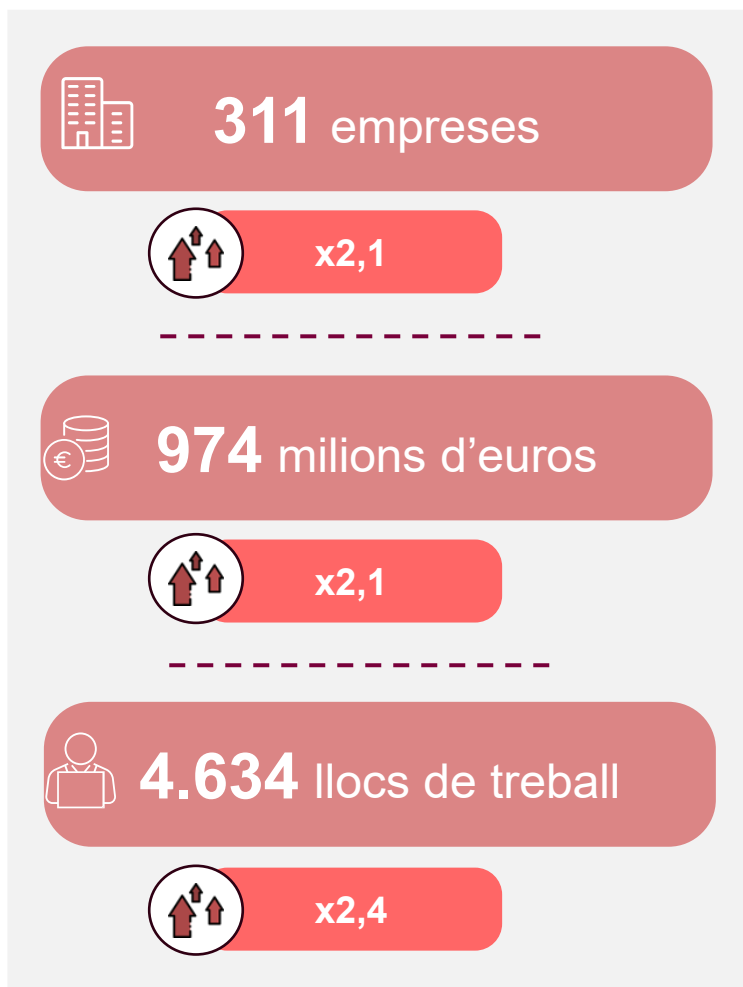 311 empreses
x2,1
€
974 milions d’euros
x2,1
4.634 llocs de treball
x2,4